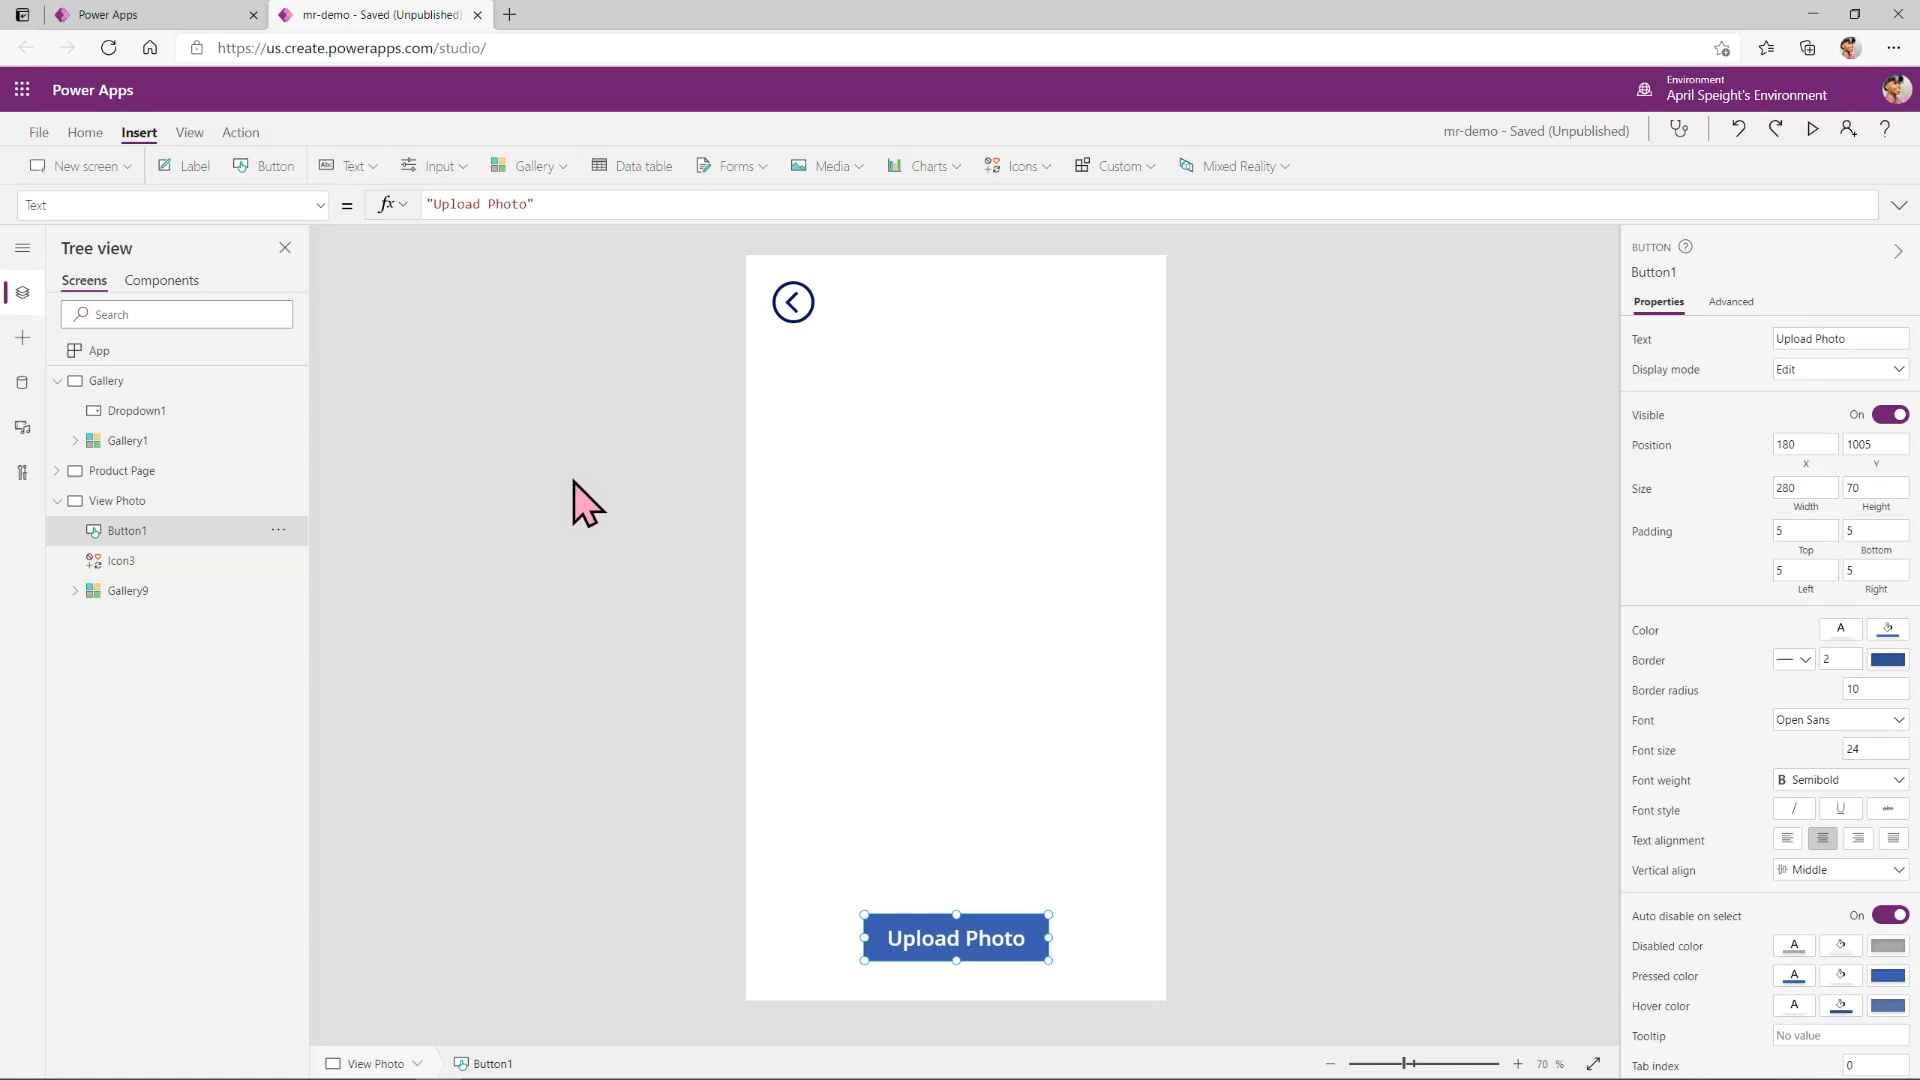 Power Apps
mr-demo - Saved (Unpublished)
https://us.create.powerapps.com/studio/
Power Apps
Environment
April Speight's Environment
File Home Insert View Action
mr-demo - Saved (Unpublished)
New screen Label Button Text Input Gallery Data table Forms Media Charts Icons Custom Mixed Reality
Text = fx "Upload Photo"
Tree view
Screens Components
Search
App
Gallery
Dropdown1
Gallery1
Product Page
View Photo
Button1
Icon3
Gallery9
Upload Photo
BUTTON
Button1
Properties Advanced
Text Upload Photo
Display mode Edit
Visible On
Position 180 1005
X Y
Size 280 70
Width Height
Padding 5 5
Top Bottom
5 5
Left Right
Color A
Border 2
Border radius 10
Font Open Sans
Font size 24
Font weight B Semibold
Font style / U abc
Text alignment
Vertical align Middle
Auto disable on select On
Disabled color A
Pressed color A
Hover color A
Tooltip No value
Tab index 0
View Photo Button1
70 %